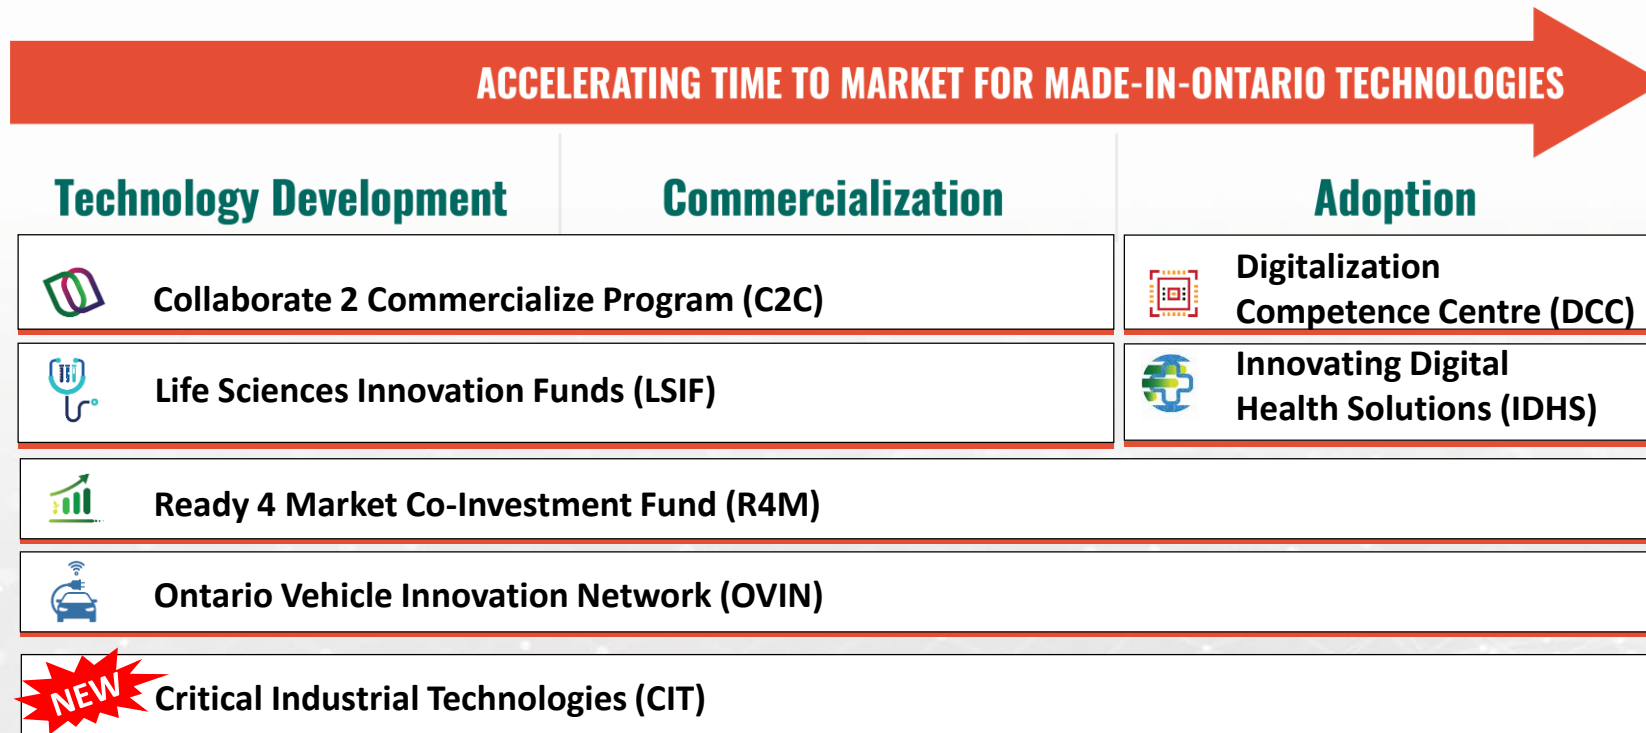 ACCELERATING TIME TO MARKET FOR MADE-IN-ONTARIO TECHNOLOGIES
Technology Development
Commercialization
Adoption
Collaborate 2 Commercialize Program (C2C)
Digitalization
Competence Centre (DCC)
Life Sciences Innovation Funds (LSIF)
Innovating Digital
Health Solutions (IDHS)
Ready 4 Market Co-Investment Fund (R4M)
Ontario Vehicle Innovation Network (OVIN)
NEW
Critical Industrial Technologies (CIT)